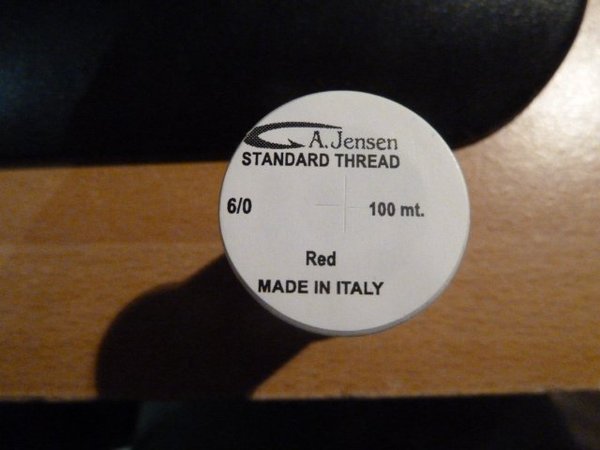 A.Jensen
STANDARD THREAD
6/0 100 mt.
Red
MADE IN ITALY